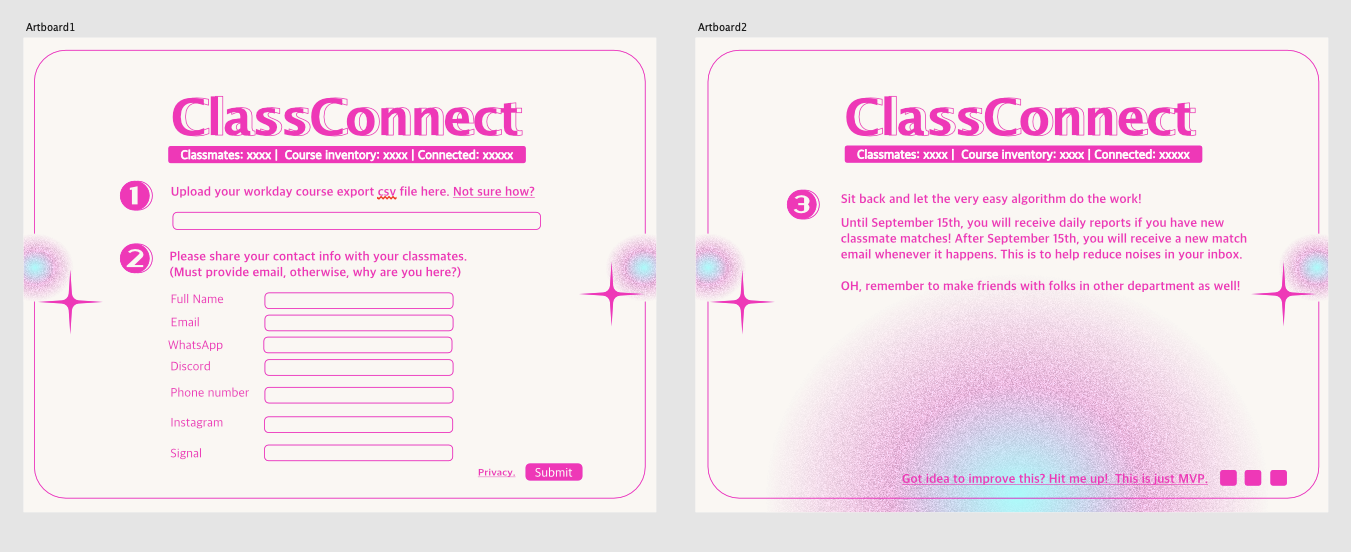 Artboard1
ClassConnect
Classmates: xxxx | Course inventory: xxxx | Connected: xxxxx
1
Upload your workday course export csv file here. Not sure how?
2
Please share your contact info with your classmates.
(Must provide email, otherwise, why are you here?)
Full Name
Email
WhatsApp
Discord
Phone number
Instagram
Signal
Privacy.
Submit
Artboard2
ClassConnect
Classmates: xxxx | Course inventory: xxxx | Connected: xxxxx
3
Sit back and let the very easy algorithm do the work!
Until September 15th, you will receive daily reports if you have new
classmate matches! After September 15th, you will receive a new match
email whenever it happens. This is to help reduce noises in your inbox.
OH, remember to make friends with folks in other department as well!
Got idea to improve this? Hit me up! This is just MVP.